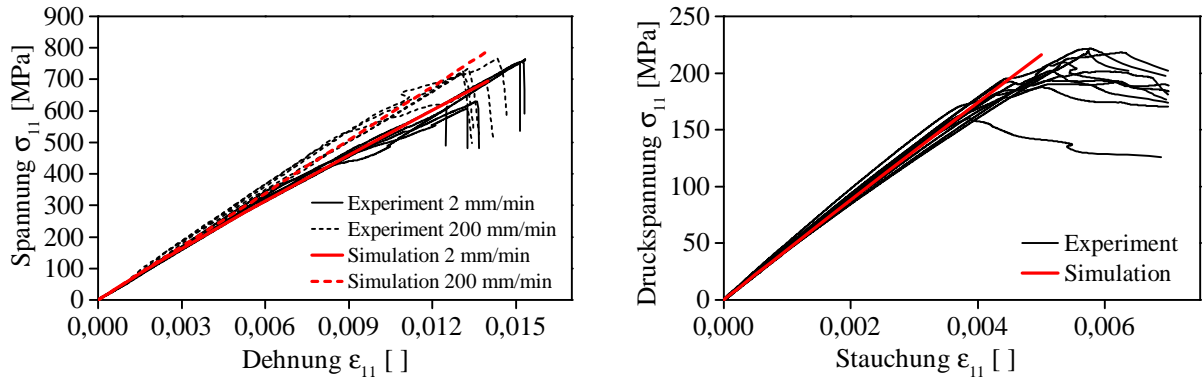 900
800
700
600
500
400
300
200
100
0
Spannung σ11 [MPa]
Experiment 2 mm/min
Experiment 200 mm/min
Simulation 2 mm/min
Simulation 200 mm/min
0,000 0,003 0,006 0,009 0,012 0,015
Dehnung ε11 [ ]
250
200
150
100
50
0
Druckspannung σ11 [MPa]
Experiment
Simulation
0,000 0,002 0,004 0,006
Stauchung ε11 [ ]